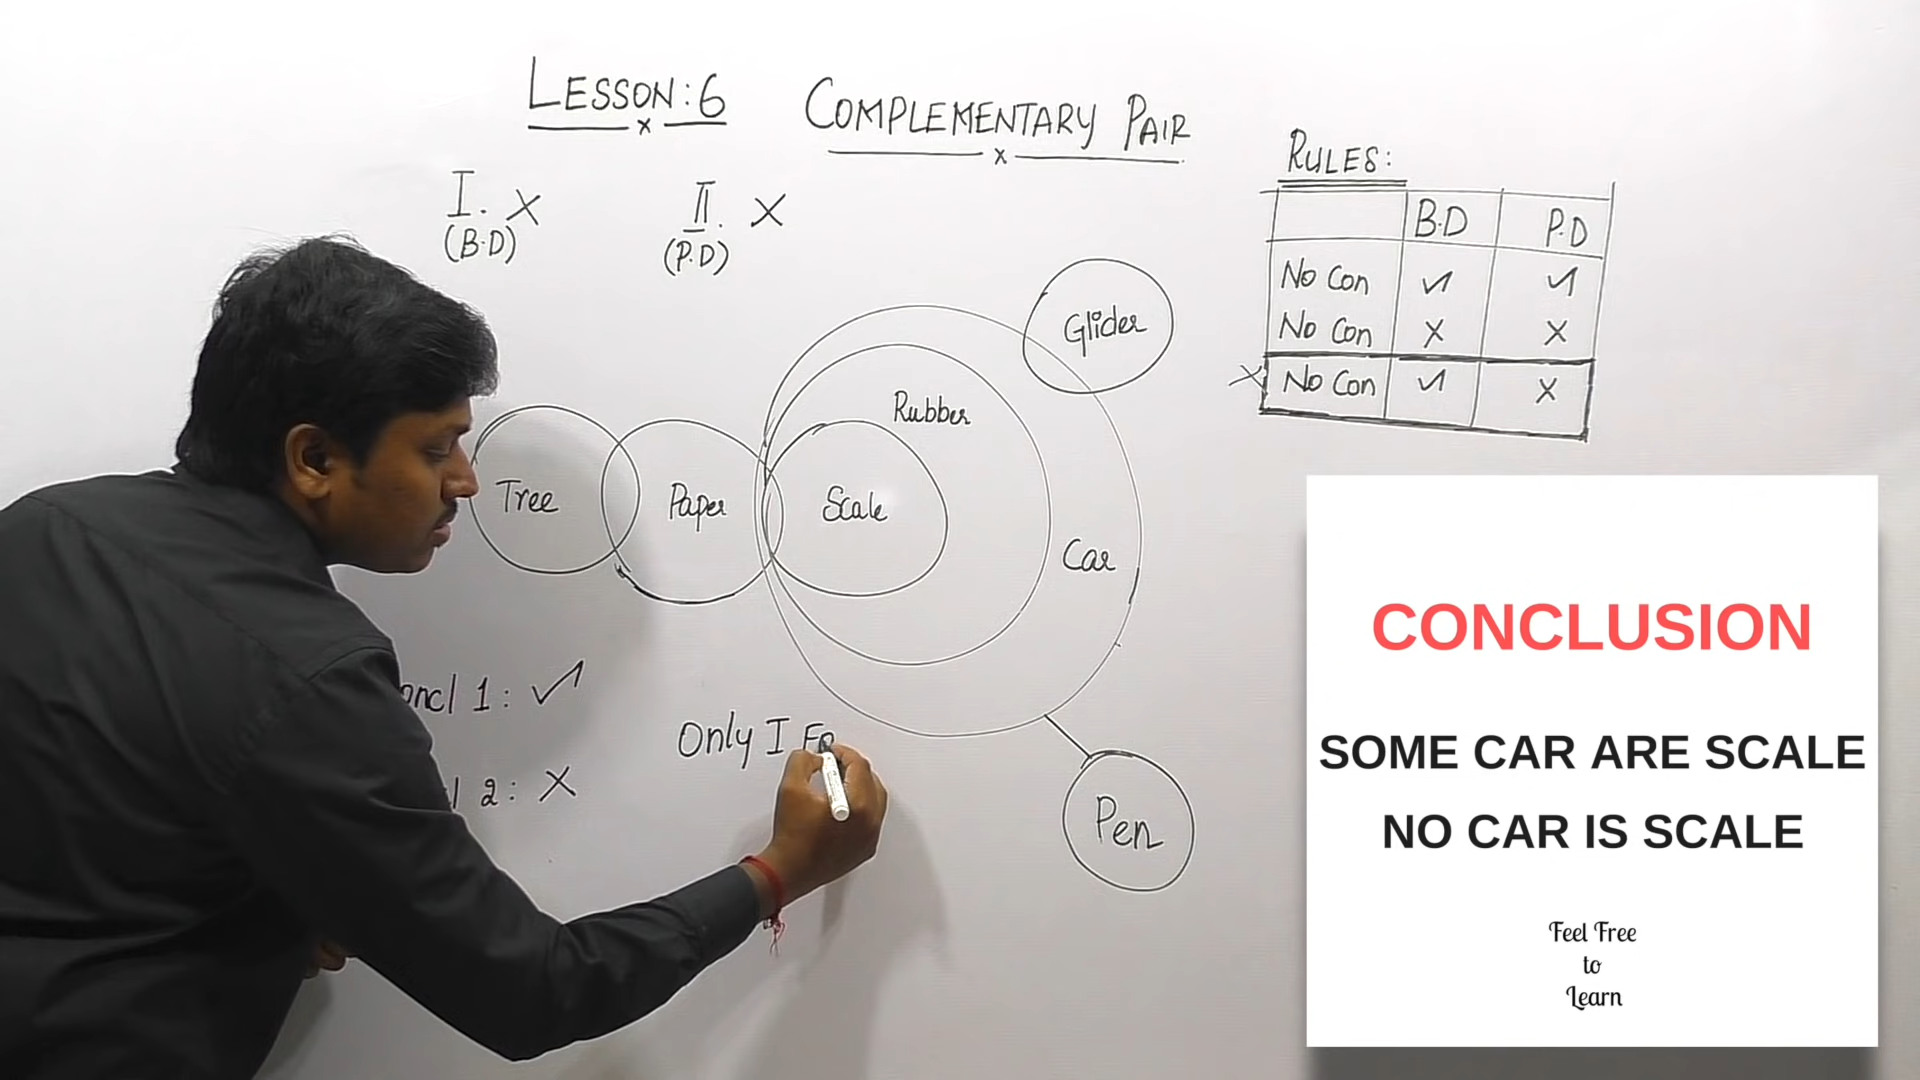 LESSON: 6
COMPLEMENTARY PAIR
I. X
(B.D)
II. X
(P.D)
RULES:
B.D P.D
No Con ✓ ✓
No Con X X
X No Con ✓ X
Glider
Rubber
Tree
Paper
Scale
Car
Pen
oncl 1: ✓
l 2: X
Only I Fo
CONCLUSION
SOME CAR ARE SCALE
NO CAR IS SCALE
Feel Free
to
Learn